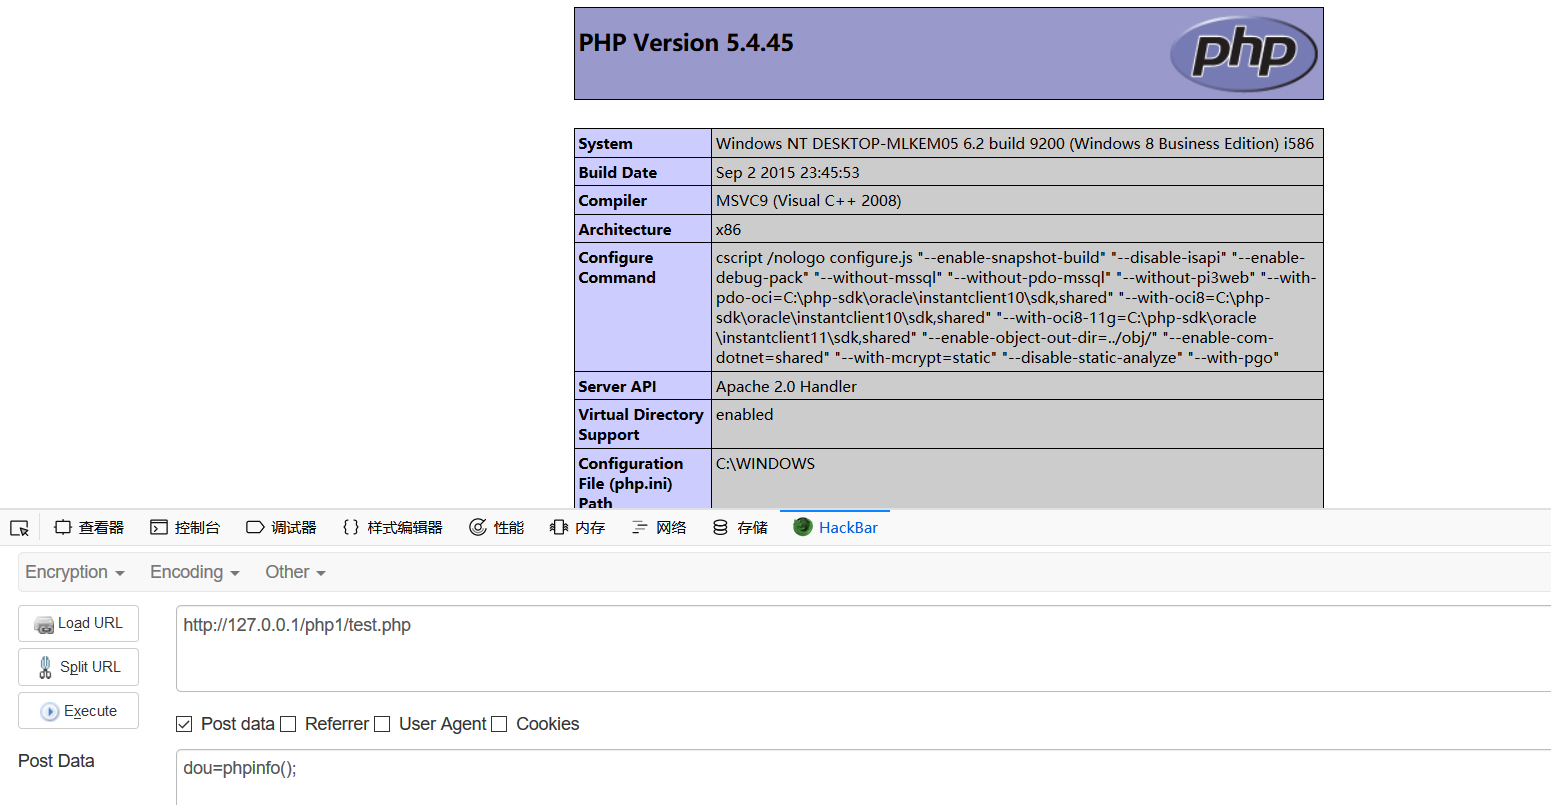 PHP Version 5.4.45
php
System Windows NT DESKTOP-MLKEM05 6.2 build 9200 (Windows 8 Business Edition) i586
Build Date Sep 2 2015 23:45:53
Compiler MSVC9 (Visual C++ 2008)
Architecture x86
Configure Command
cscript /nologo configure.js "--enable-snapshot-build" "--disable-isapi" "--enable-
debug-pack" "--without-mssql" "--without-pdo-mssql" "--without-pi3web" "--with-
pdo-oci=C:\php-sdk\oracle\instantclient10\sdk,shared" "--with-oci8=C:\php-
sdk\oracle\instantclient10\sdk,shared" "--with-oci8-11g=C:\php-sdk\oracle
\instantclient11\sdk,shared" "--enable-object-out-dir=../obj/" "--enable-com-
dotnet=shared" "--with-mcrypt=static" "--disable-static-analyze" "--with-pgo"
Server API Apache 2.0 Handler
Virtual Directory enabled
Support
Configuration C:\WINDOWS
File (php.ini)
Path
查看器 控制台 调试器 {} 样式编辑器 性能 内存 网络 存储 HackBar
Encryption Encoding Other
Load URL
http://127.0.0.1/php1/test.php
Split URL
Execute
Post data Referrer User Agent Cookies
Post Data
dou=phpinfo();